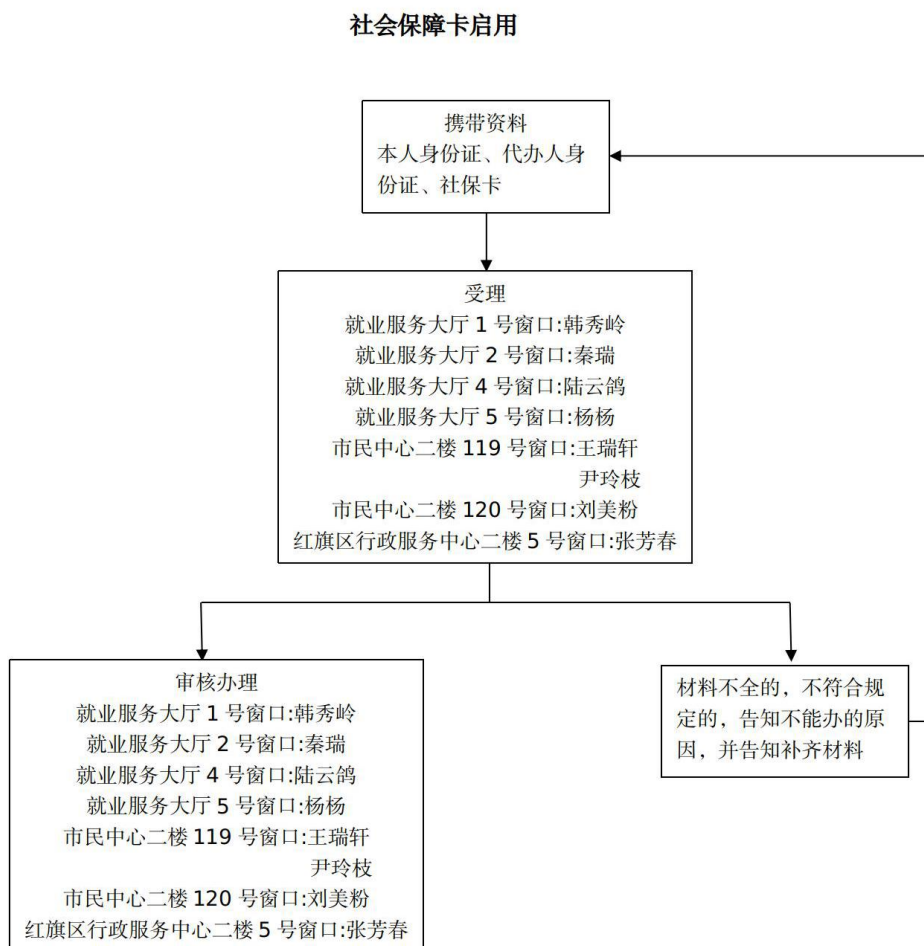 社会保障卡启用
携带资料
本人身份证、代办人身
份证、社保卡
受理
就业服务大厅 1 号窗口:韩秀岭
就业服务大厅 2 号窗口:秦瑞
就业服务大厅 4 号窗口:陆云鸽
就业服务大厅 5 号窗口:杨杨
市民中心二楼 119 号窗口:王瑞轩
尹玲枝
市民中心二楼 120 号窗口:刘美粉
红旗区行政服务中心二楼 5 号窗口:张芳春
审核办理
就业服务大厅 1 号窗口:韩秀岭
就业服务大厅 2 号窗口:秦瑞
就业服务大厅 4 号窗口:陆云鸽
就业服务大厅 5 号窗口:杨杨
市民中心二楼 119 号窗口:王瑞轩
尹玲枝
市民中心二楼 120 号窗口:刘美粉
红旗区行政服务中心二楼 5 号窗口:张芳春
材料不全的，不符合规
定的，告知不能办的原
因，并告知补齐材料